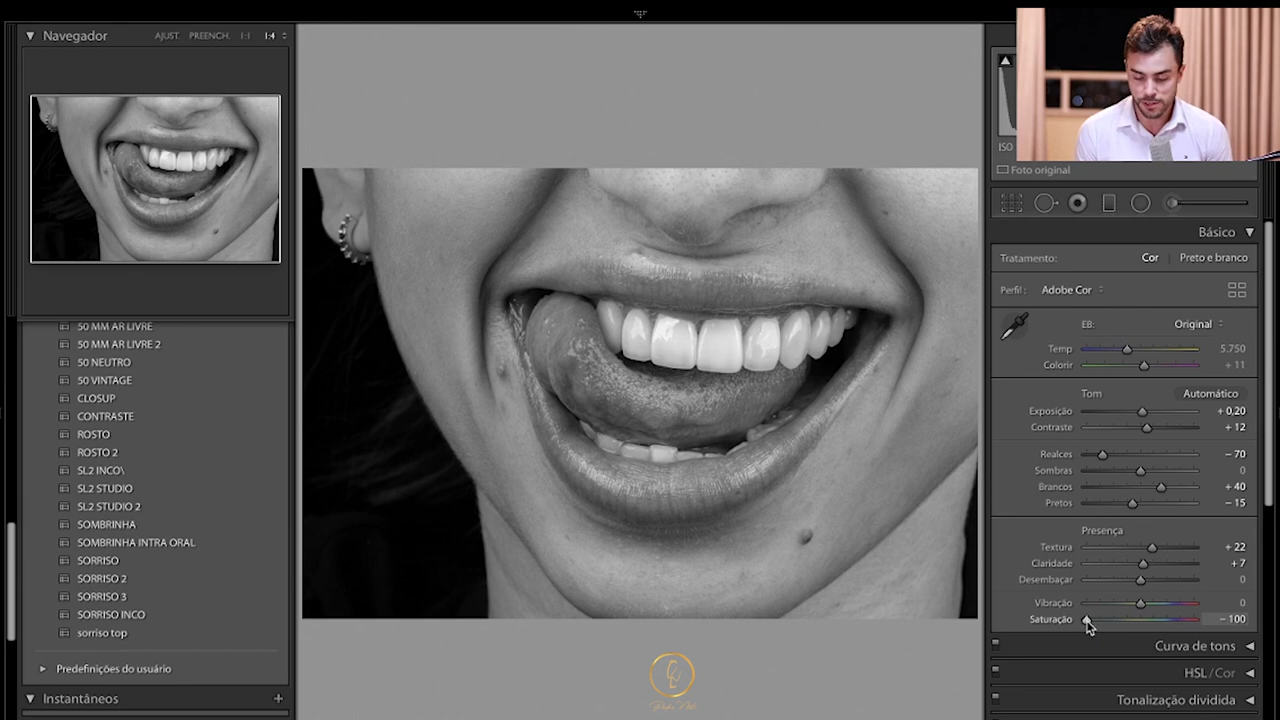 Navegador AJUST. PREENCH. 1:1 1:4
50 MM AR LIVRE
50 MM AR LIVRE 2
50 NEUTRO
50 VINTAGE
CLOSUP
CONTRASTE
ROSTO
ROSTO 2
SL2 INCO\
SL2 STUDIO
SL2 STUDIO 2
SOMBRINHA
SOMBRINHA INTRA ORAL
SORRISO
SORRISO 2
SORRISO 3
SORRISO INCO
sorriso top
Predefinições do usuário
Instantâneos +
ISO
Foto original
Básico
Tratamento: Cor | Preto e branco
Perfil: Adobe Cor
EB: Original
Temp 5.750
Colorir + 11
Tom Automático
Exposição + 0,20
Contraste + 12
Realces − 70
Sombras 0
Brancos + 40
Pretos − 15
Presença
Textura + 22
Claridade + 7
Desembaçar 0
Vibração 0
Saturação − 100
Curva de tons
HSL / Cor
Tonalização dividida